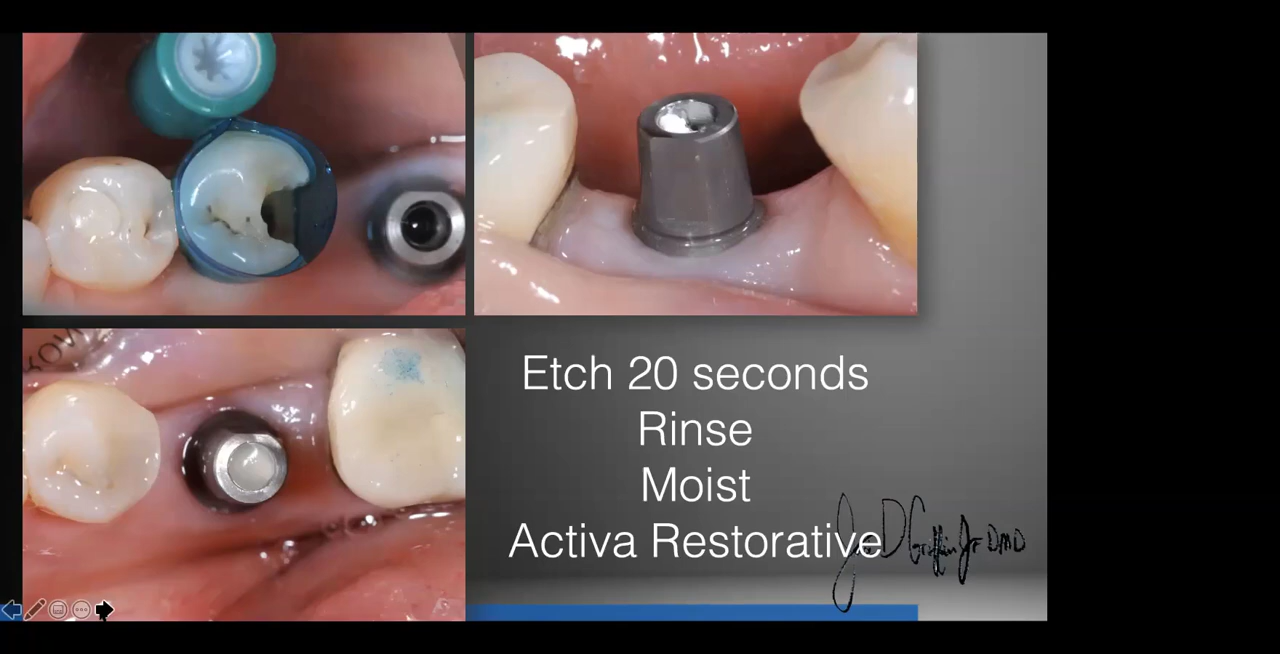 Etch 20 seconds
Rinse
Moist
Activa Restorative